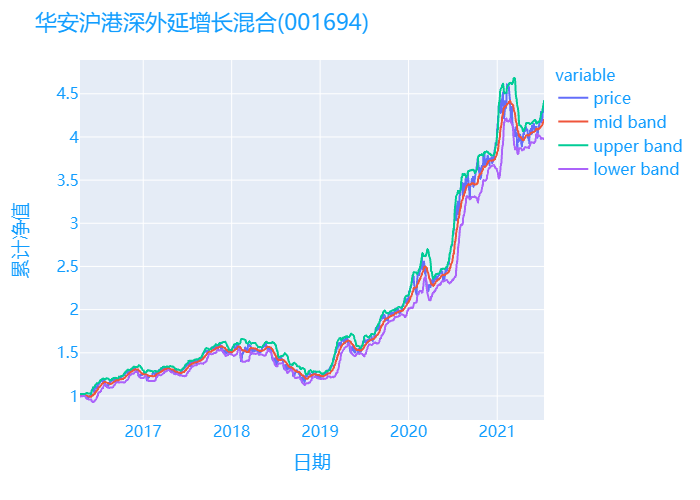 华安沪港深外延增长混合(001694)
variable
price
mid band
upper band
lower band
累计净值
4.5
4
3.5
3
2.5
2
1.5
1
2017
2018
2019
2020
2021
日期